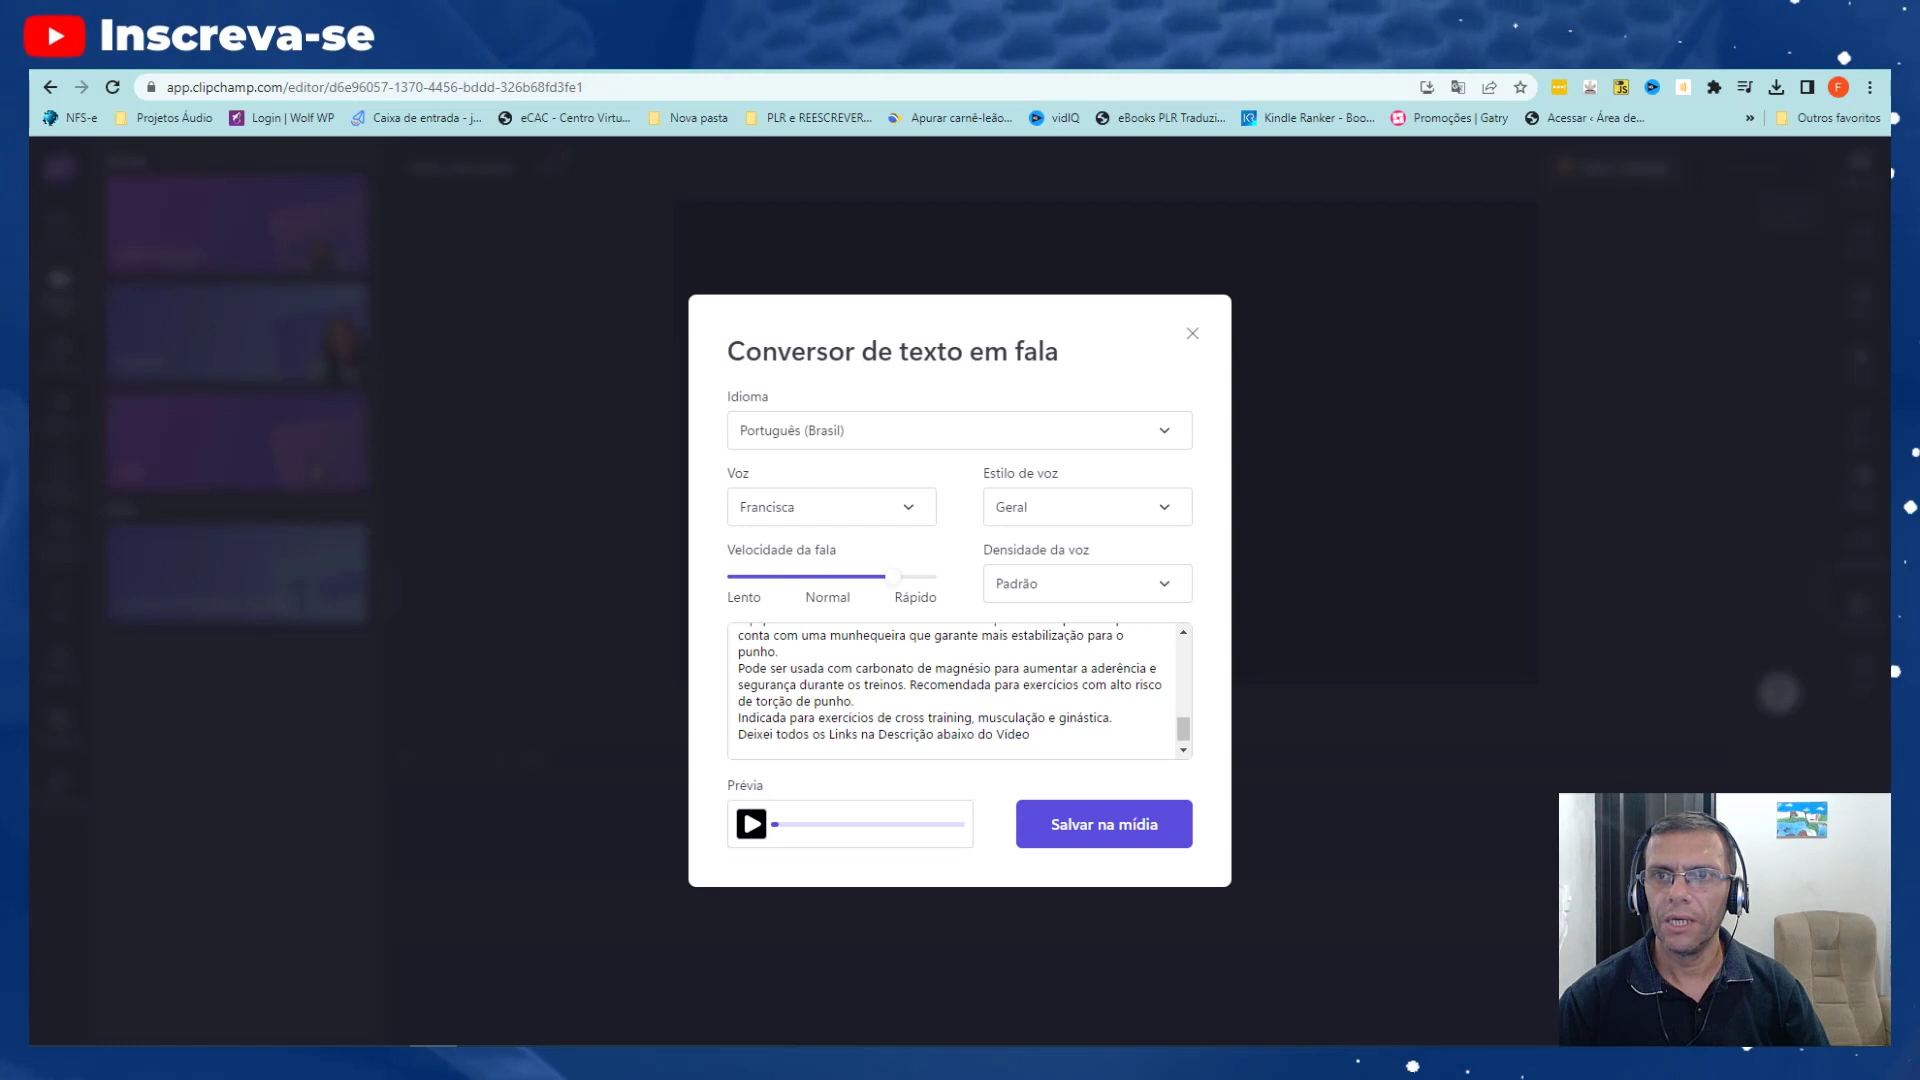 Inscreva-se
app.clipchamp.com/editor/d6e96057-1370-4456-bddd-326b68fd3fe1
NFS-e
Projetos Áudio
Login | Wolf WP
Caixa de entrada - j...
eCAC - Centro Virtu...
Nova pasta
PLR e REESCREVER...
Apurar carnê-leão...
vidIQ
eBooks PLR Traduzi...
Kindle Ranker - Boo...
Promoções | Gatry
Acessar ‹ Área de...
»
Outros favoritos
Conversor de texto em fala
Idioma
Português (Brasil)
Voz
Estilo de voz
Francisca
Geral
Velocidade da fala
Densidade da voz
Padrão
Lento
Normal
Rápido
conta com uma munhequeira que garante mais estabilização para o
punho.
Pode ser usada com carbonato de magnésio para aumentar a aderência e
segurança durante os treinos. Recomendada para exercícios com alto risco
de torção de punho.
Indicada para exercícios de cross training, musculação e ginástica.
Deixei todos os Links na Descrição abaixo do Vídeo
Prévia
Salvar na mídia